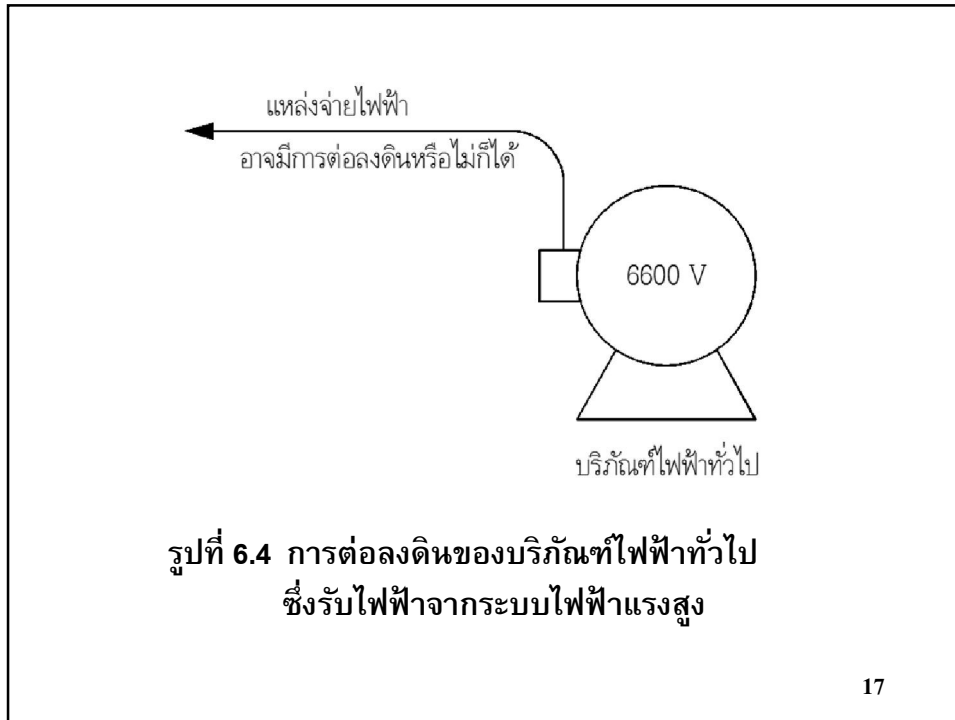 แหล่งจ่ายไฟฟ้า
อาจมีการต่อลงดินหรือไม่ก็ได้
6600 V
บริภัณฑ์ไฟฟ้าทั่วไป
รูปที่ 6.4 การต่อลงดินของบริภัณฑ์ไฟฟ้าทั่วไป
ซึ่งรับไฟฟ้าจากระบบไฟฟ้าแรงสูง
17